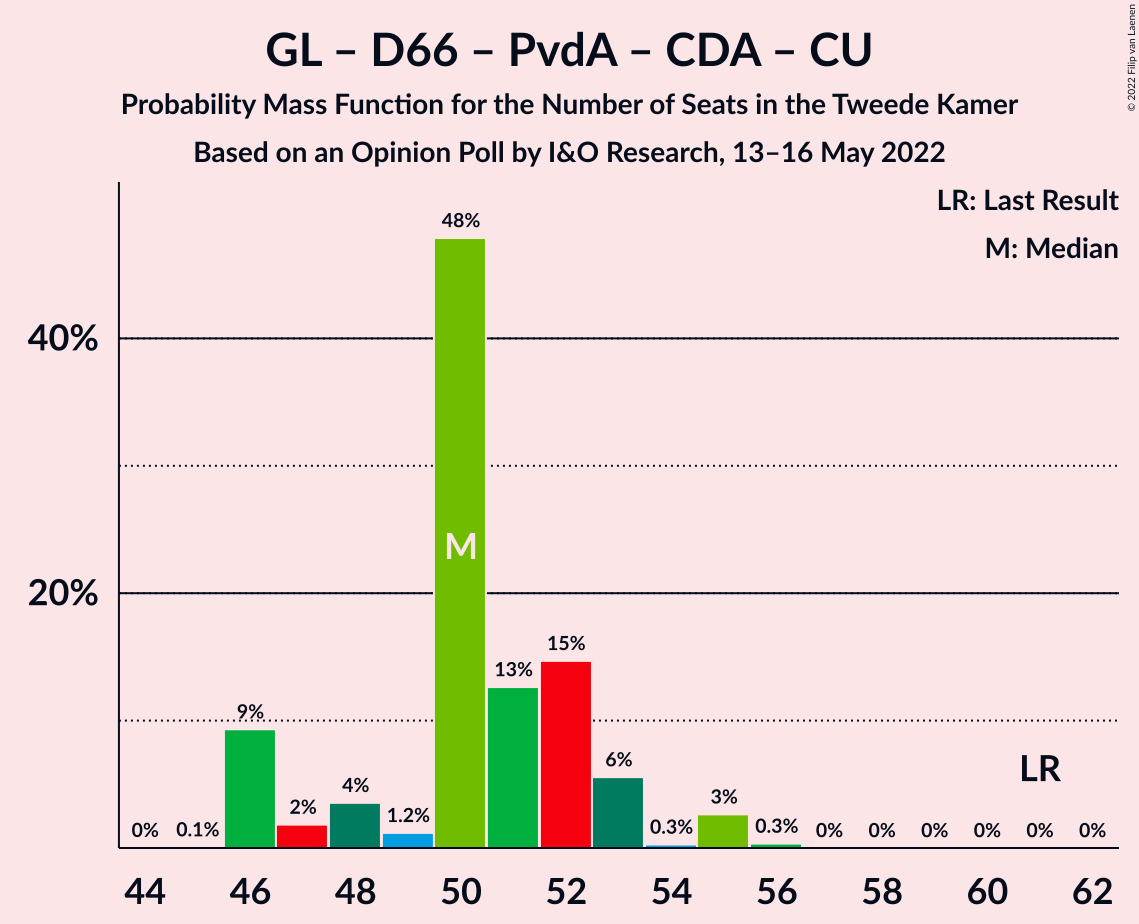 GL – D66 – PvdA – CDA – CU
Probability Mass Function for the Number of Seats in the Tweede Kamer
Based on an Opinion Poll by I&O Research, 13–16 May 2022
© 2022 Filip van Laenen
LR: Last Result
M: Median
48%
40%
M
20%
15%
13%
9%
6%
LR
4%
3%
2%
1.2%
0% 0.1% 0.3% 0.3% 0% 0% 0% 0% 0% 0%
44 46 48 50 52 54 56 58 60 62